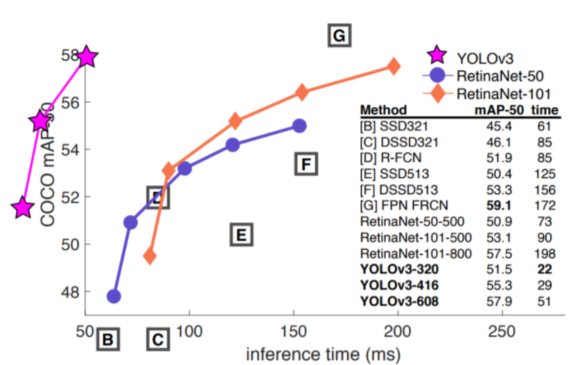 G
58
YOLOv3
RetinaNet-50
RetinaNet-101
56
54
52
50
48
COCO mAP-50
D
E
F
Method mAP-50 time
[B] SSD321 45.4 61
[C] DSSD321 46.1 85
[D] R-FCN 51.9 85
[E] SSD513 50.4 125
[F] DSSD513 53.3 156
[G] FPN FRCN 59.1 172
RetinaNet-50-500 50.9 73
RetinaNet-101-500 53.1 90
RetinaNet-101-800 57.5 198
YOLOv3-320 51.5 22
YOLOv3-416 55.3 29
YOLOv3-608 57.9 51
50 100 150 200 250
B C
inference time (ms)